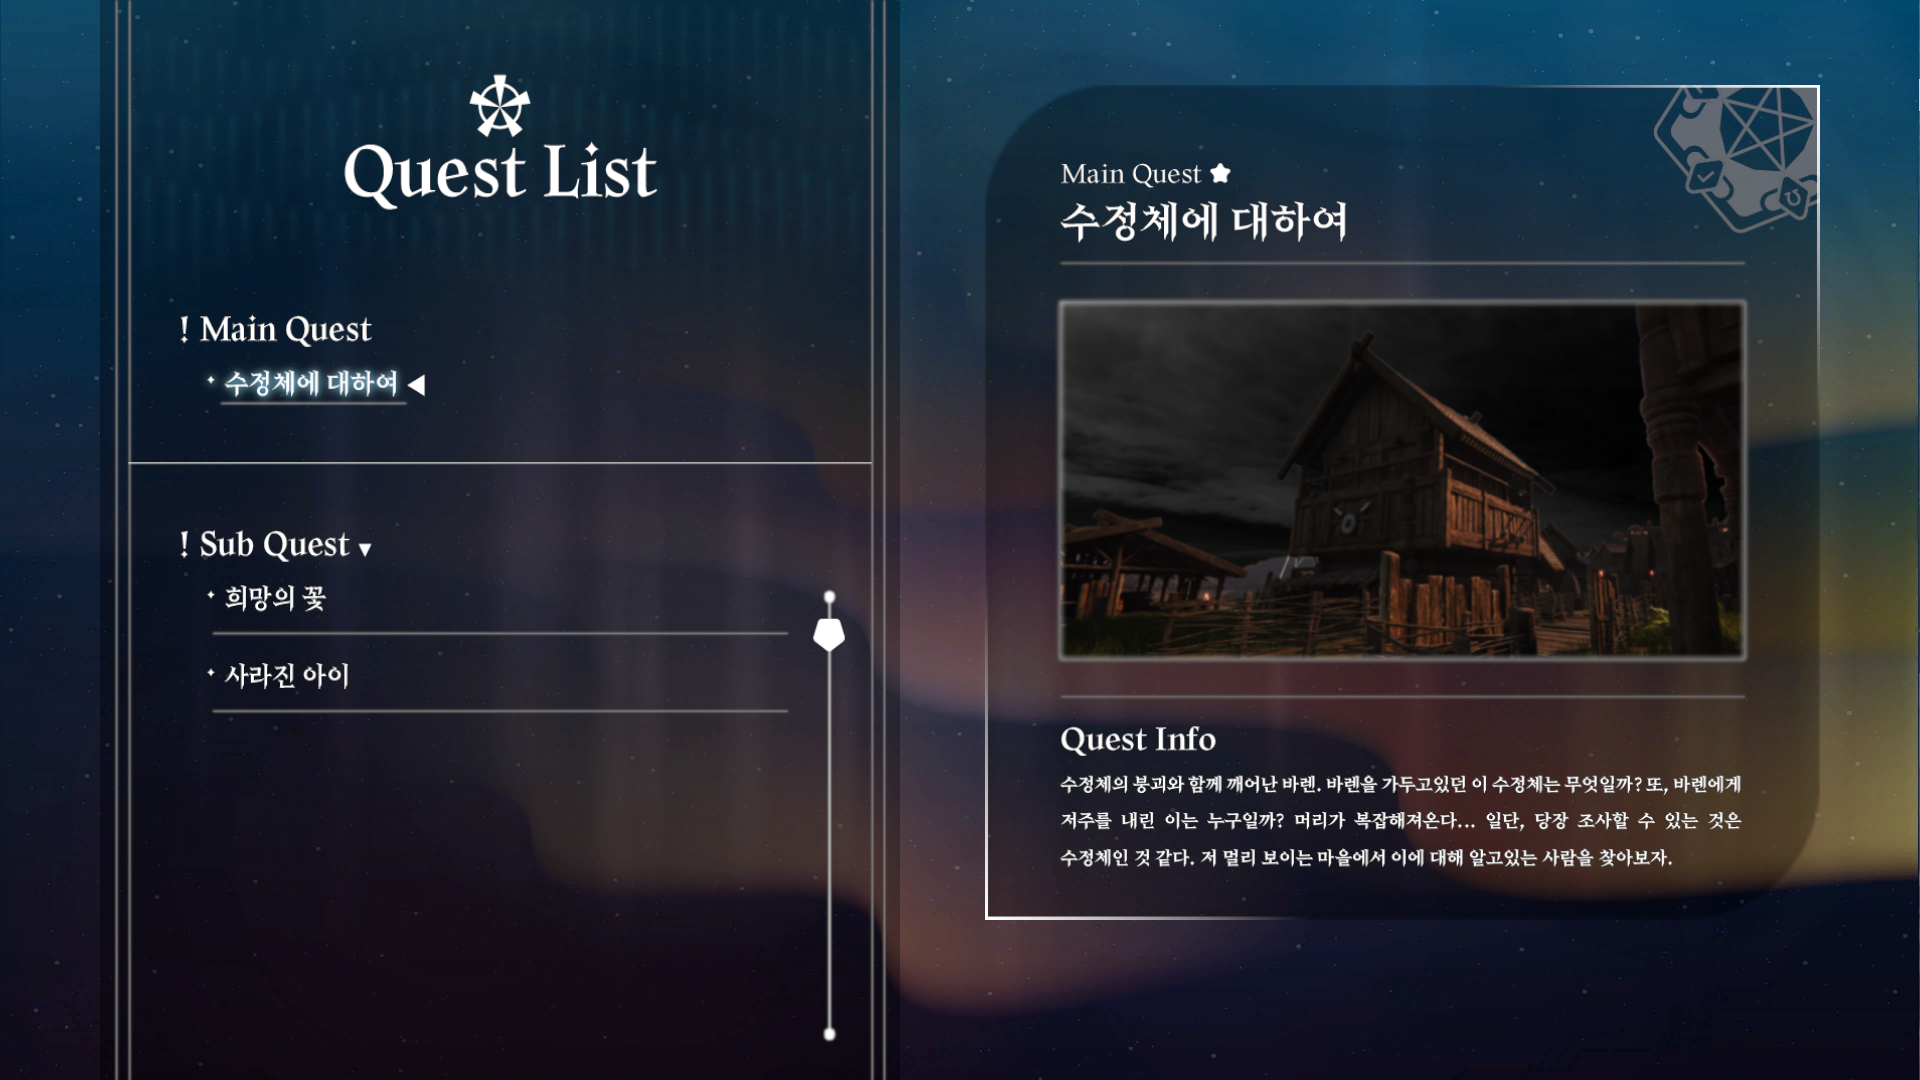 Quest List
! Main Quest
수정체에 대하여
! Sub Quest
희망의 꽃
사라진 아이
Main Quest
수정체에 대하여
Quest Info
수정체의 붕괴와 함께 깨어난 바렌. 바렌을 가두고있던 이 수정체는 무엇일까? 또, 바렌에게
저주를 내린 이는 누구일까? 머리가 복잡해져온다... 일단, 당장 조사할 수 있는 것은
수정체인 것 같다. 저 멀리 보이는 마을에서 이에 대해 알고있는 사람을 찾아보자.